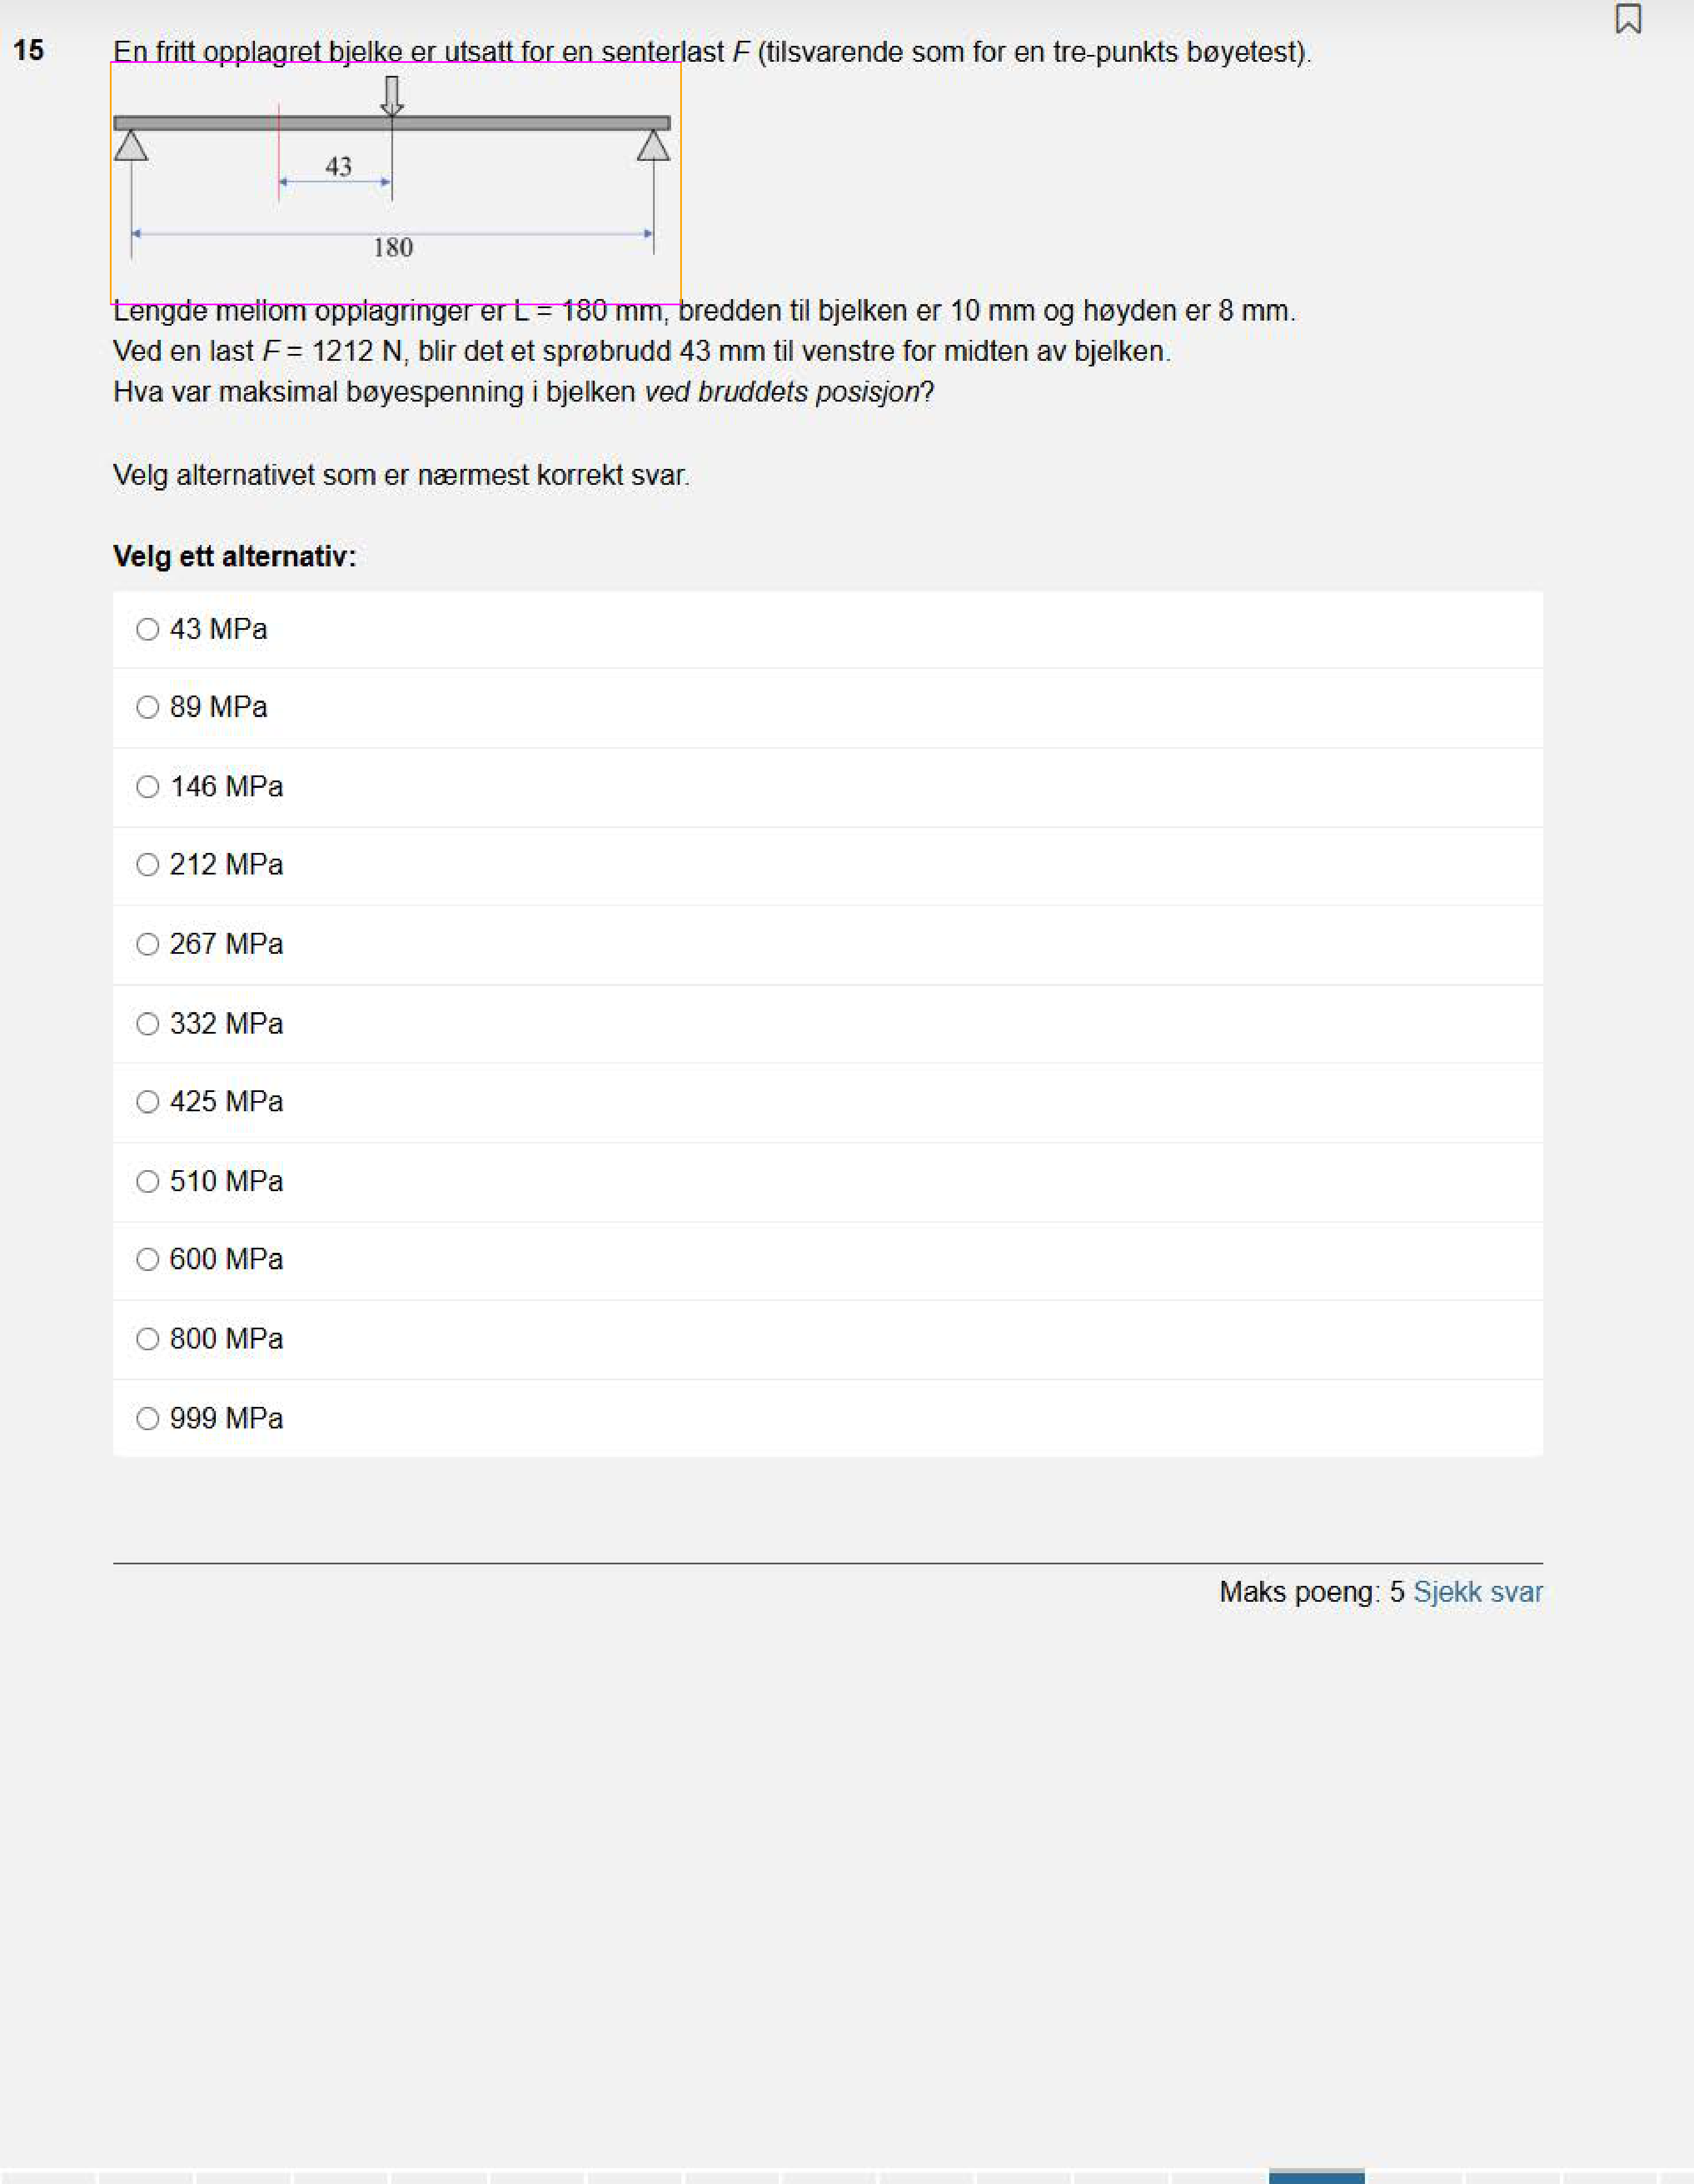 15 En fritt opplagret bjelke er utsatt for en senterlast F (tilsvarende som for en tre-punkts bøyetest).
43
180
Lengde mellom opplagringer er L = 180 mm, bredden til bjelken er 10 mm og høyden er 8 mm.
Ved en last F = 1212 N, blir det et sprøbrudd 43 mm til venstre for midten av bjelken.
Hva var maksimal bøyespenning i bjelken ved bruddets posisjon?
Velg alternativet som er nærmest korrekt svar.
Velg ett alternativ:
43 MPa
89 MPa
146 MPa
212 MPa
267 MPa
332 MPa
425 MPa
510 MPa
600 MPa
800 MPa
999 MPa
Maks poeng: 5 Sjekk svar